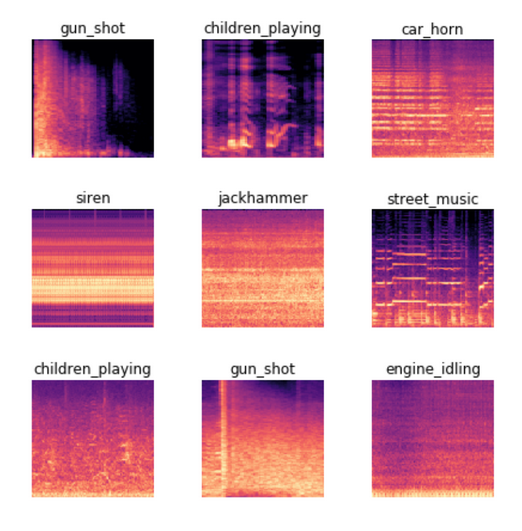 gun_shot
children_playing
car_horn
siren
jackhammer
street_music
children_playing
gun_shot
engine_idling